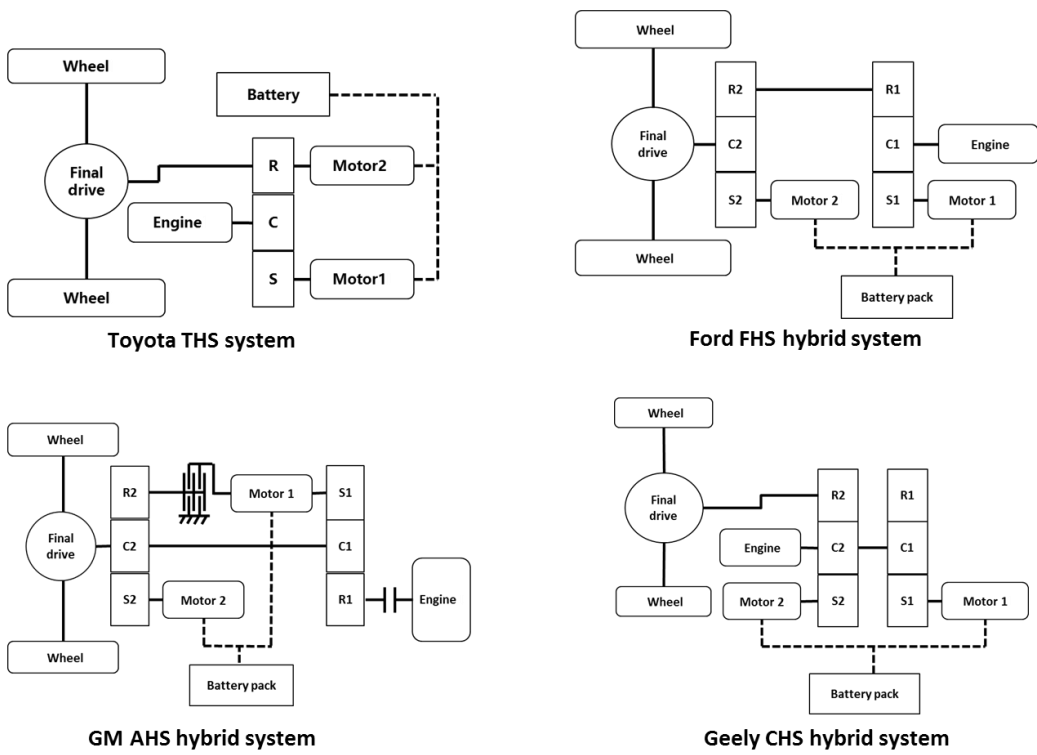 Wheel
Battery
R
Motor2
Final
drive
Engine
C
S
Motor1
Wheel
Toyota THS system
Wheel
R2
R1
Final
drive
C2
C1
Engine
S2
Motor 2
S1
Motor 1
Wheel
Battery pack
Ford FHS hybrid system
Wheel
R2
Motor 1
S1
Final
drive
C2
C1
S2
Motor 2
R1
Engine
Wheel
Battery pack
GM AHS hybrid system
Wheel
R2
R1
Final
drive
Engine
C2
C1
Wheel
Motor 2
S2
S1
Motor 1
Battery pack
Geely CHS hybrid system